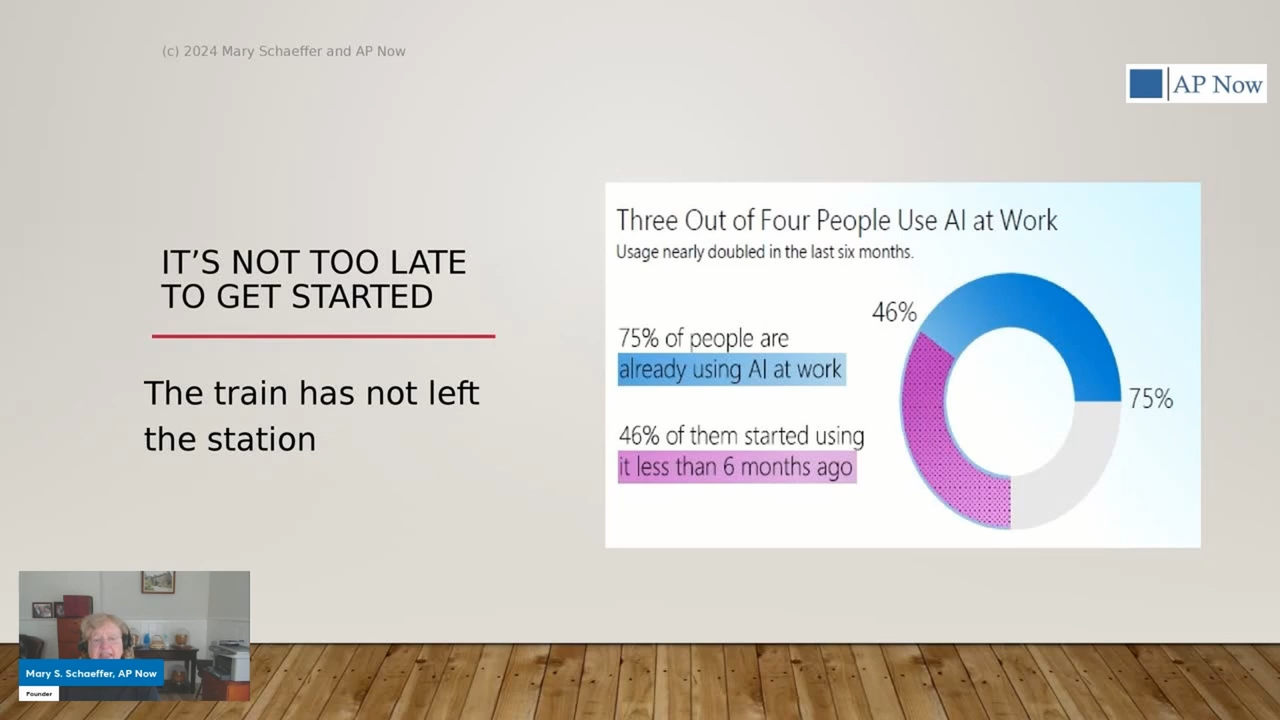 (c) 2024 Mary Schaeffer and AP Now
AP Now
IT’S NOT TOO LATE
TO GET STARTED
The train has not left
the station
Three Out of Four People Use AI at Work
Usage nearly doubled in the last six months.
46%
75% of people are
already using AI at work
75%
46% of them started using
it less than 6 months ago
Mary S. Schaeffer, AP Now
Founder